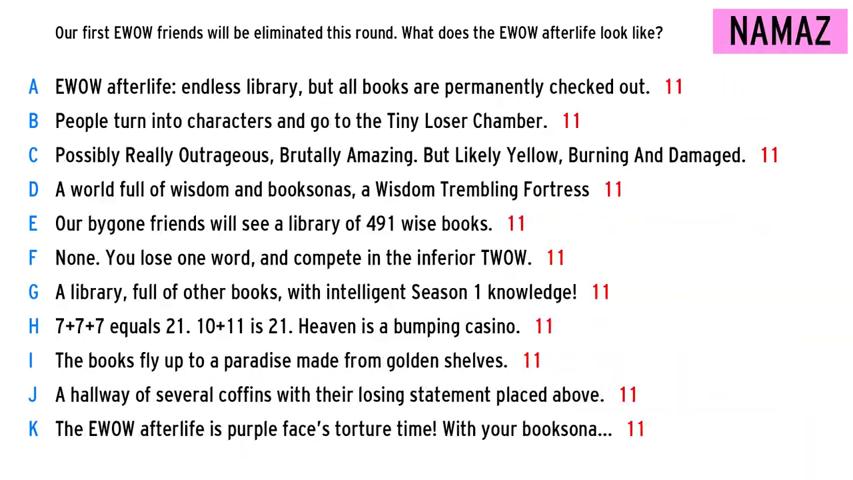 Our first EWOW friends will be eliminated this round. What does the EWOW afterlife look like?
NAMAZ
A EWOW afterlife: endless library, but all books are permanently checked out. 11
B People turn into characters and go to the Tiny Loser Chamber. 11
C Possibly Really Outrageous, Brutally Amazing. But Likely Yellow, Burning And Damaged. 11
D A world full of wisdom and booksonas, a Wisdom Trembling Fortress 11
E Our bygone friends will see a library of 491 wise books. 11
F None. You lose one word, and compete in the inferior TWOW. 11
G A library, full of other books, with intelligent Season 1 knowledge! 11
H 7+7+7 equals 21. 10+11 is 21. Heaven is a bumping casino. 11
I The books fly up to a paradise made from golden shelves. 11
J A hallway of several coffins with their losing statement placed above. 11
K The EWOW afterlife is purple face's torture time! With your booksona... 11